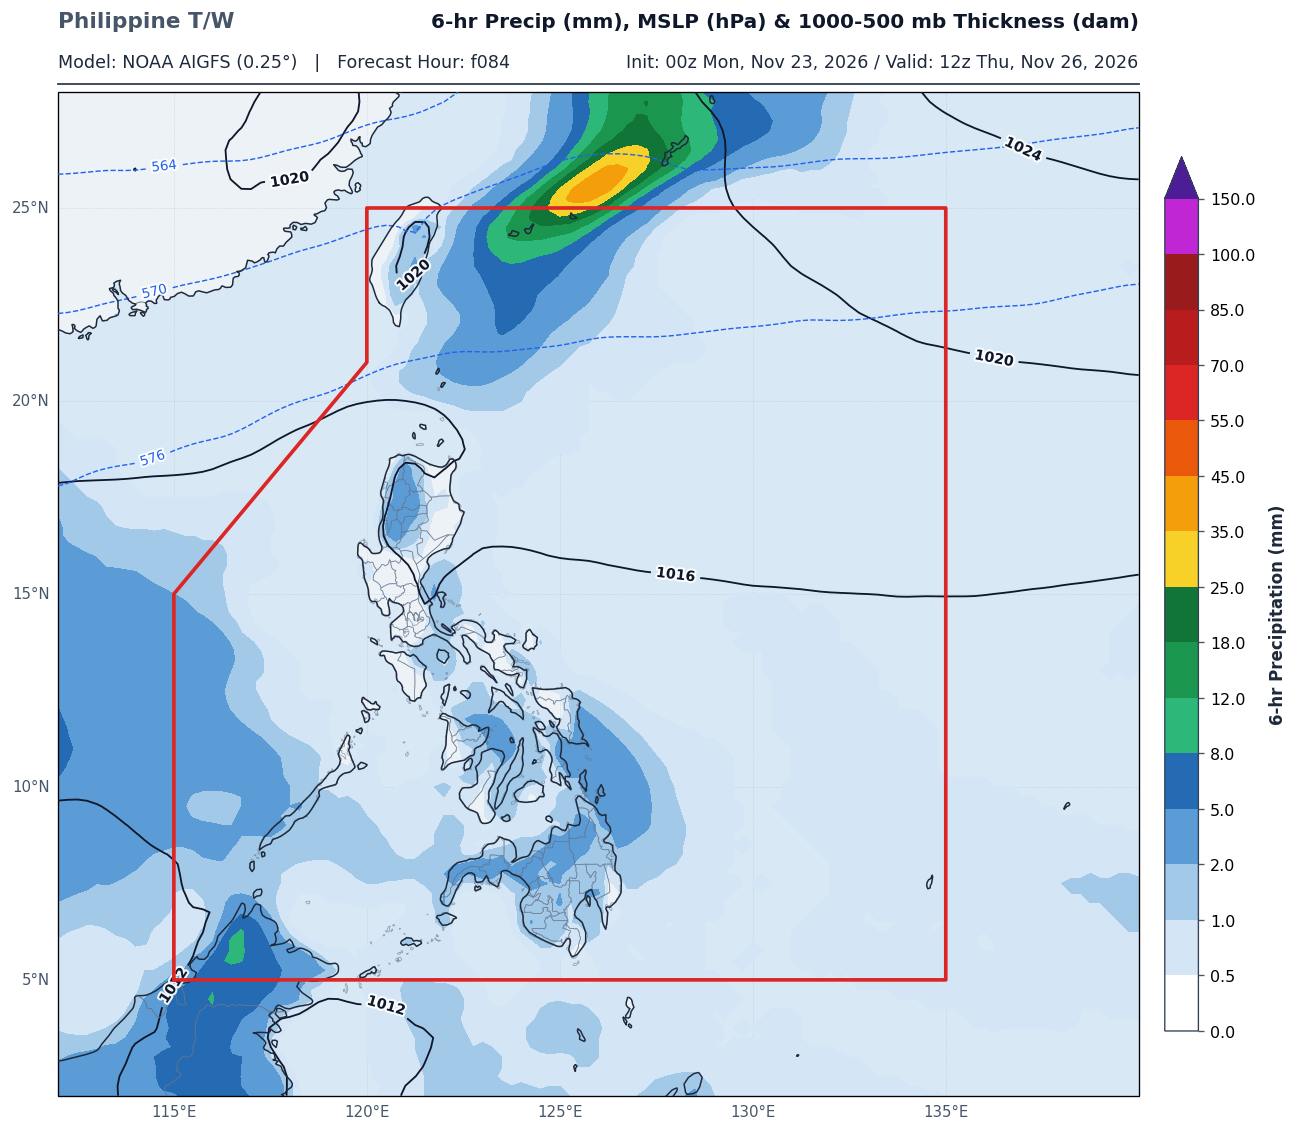 Philippine T/W
6-hr Precip (mm), MSLP (hPa) & 1000-500 mb Thickness (dam)
Model: NOAA AIGFS (0.25°) | Forecast Hour: f084
Init: 00z Mon, Nov 23, 2026 / Valid: 12z Thu, Nov 26, 2026
564
1020
1024
25°N
1020
570
1020
20°N
576
1016
15°N
10°N
5°N
1012
1012
115°E
120°E
125°E
130°E
135°E
150.0
100.0
85.0
70.0
55.0
45.0
35.0
25.0
18.0
12.0
8.0
5.0
2.0
1.0
0.5
0.0
6-hr Precipitation (mm)